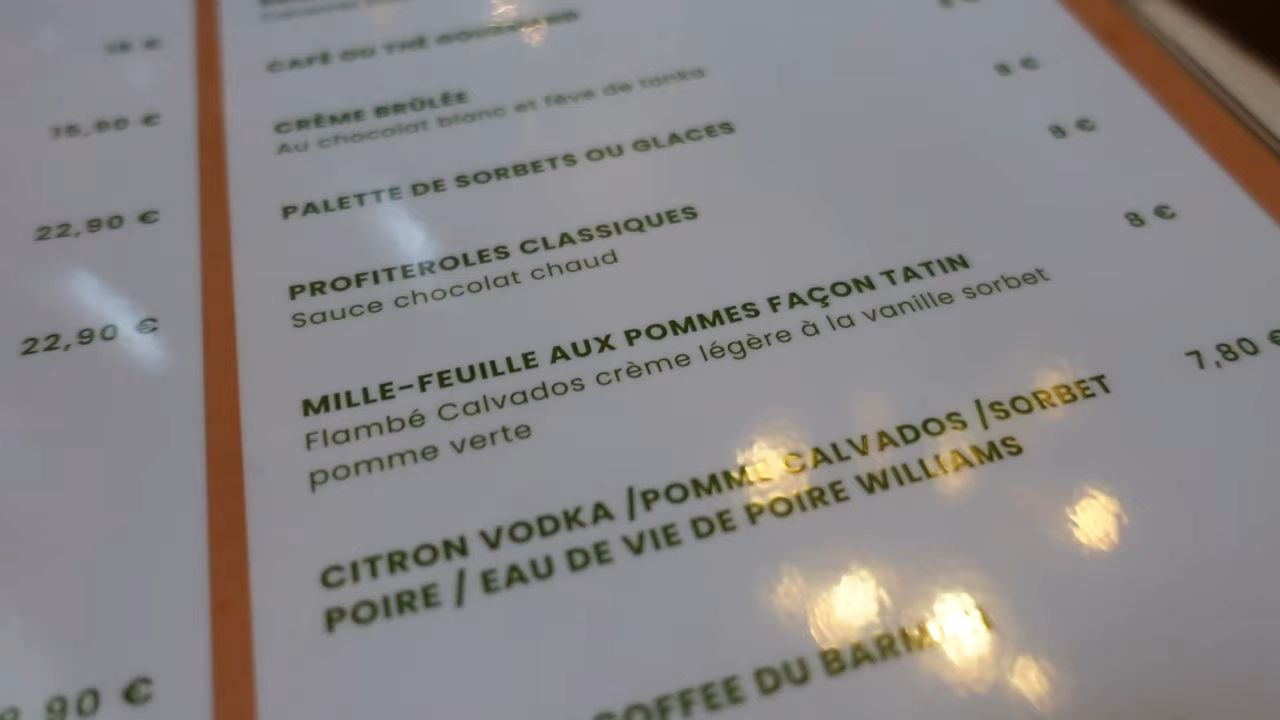 22,90 €
22,90 €
90 €
CAFÉ OU THÉ GOURMAND
CRÈME BRÛLÉE
Au chocolat blanc et fève de tonka
8 €
PALETTE DE SORBETS OU GLACES
8 €
PROFITEROLES CLASSIQUES
Sauce chocolat chaud
8 €
MILLE-FEUILLE AUX POMMES FAÇON TATIN
Flambé Calvados crème légère à la vanille sorbet
pomme verte
7,80 €
CITRON VODKA /POMME CALVADOS /SORBET
POIRE / EAU DE VIE DE POIRE WILLIAMS
COFFEE DU